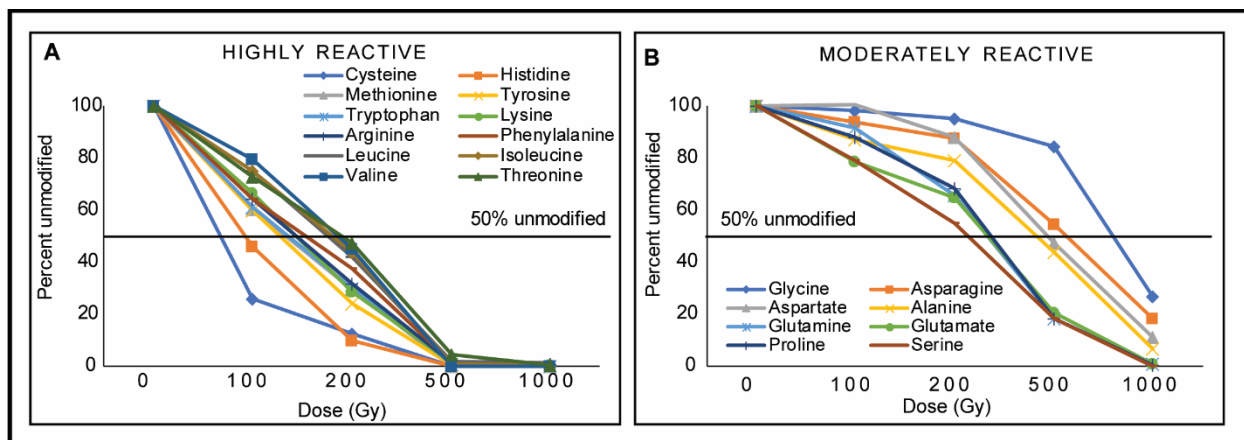 A
HIGHLY REACTIVE
Cysteine Histidine
Methionine Tyrosine
Tryptophan Lysine
Arginine Phenylalanine
Leucine Isoleucine
Valine Threonine
Percent unmodified
100
80
60
40
20
0
50% unmodified
0 100 200 500 1000
Dose (Gy)
B
MODERATELY REACTIVE
Percent unmodified
100
80
60
40
20
0
50% unmodified
Glycine Asparagine
Aspartate Alanine
Glutamine Glutamate
Proline Serine
0 100 200 500 1000
Dose (Gy)